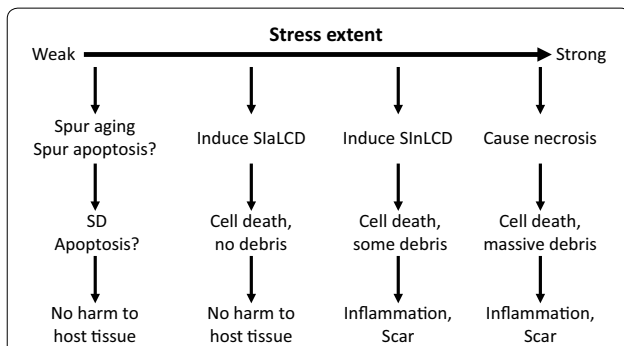 Stress extent
Weak
Strong
Spur aging
Spur apoptosis?
Induce SIaLCD
Induce SInLCD
Cause necrosis
SD
Apoptosis?
Cell death,
no debris
Cell death,
some debris
Cell death,
massive debris
No harm to
host tissue
No harm to
host tissue
Inflammation,
Scar
Inflammation,
Scar